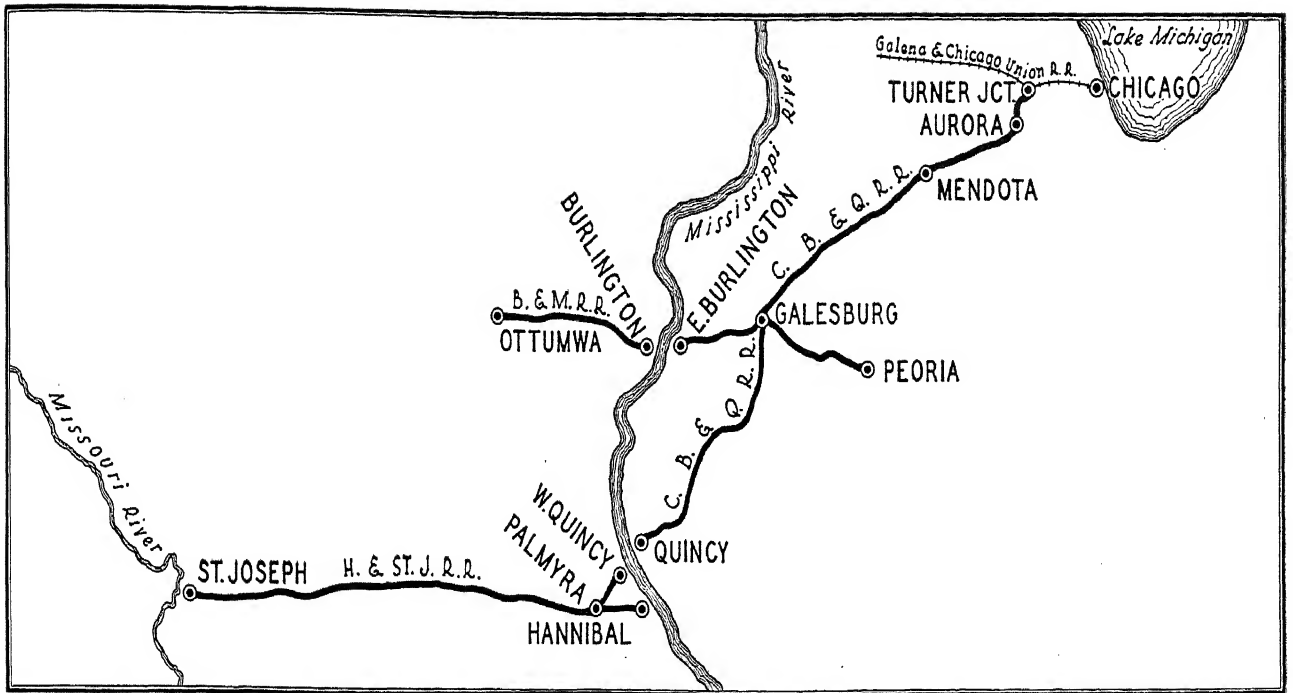 Lake Michigan
Galena & Chicago Union R.R.
TURNER JCT.
CHICAGO
AURORA
MENDOTA
Mississippi River
C. B. & Q. R. R.
BURLINGTON
E. BURLINGTON
B. & M. R. R.
OTTUMWA
GALESBURG
PEORIA
C. B. & Q. R. R.
Missouri River
W. QUINCY
PALMYRA
QUINCY
ST. JOSEPH
H. & ST. J. R. R.
HANNIBAL